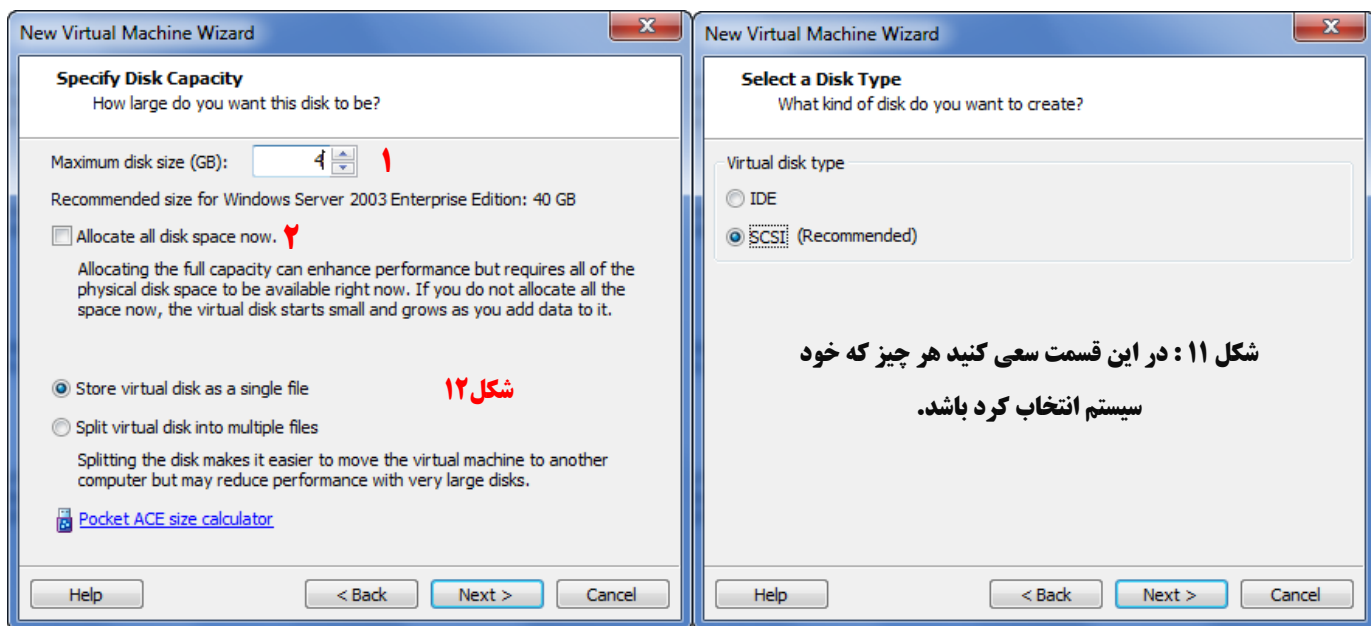 New Virtual Machine Wizard
Specify Disk Capacity
How large do you want this disk to be?
Maximum disk size (GB): 4 ۱
Recommended size for Windows Server 2003 Enterprise Edition: 40 GB
Allocate all disk space now. ۲
Allocating the full capacity can enhance performance but requires all of the
physical disk space to be available right now. If you do not allocate all the
space now, the virtual disk starts small and grows as you add data to it.
Store virtual disk as a single file
شکل۱۲
Split virtual disk into multiple files
Splitting the disk makes it easier to move the virtual machine to another
computer but may reduce performance with very large disks.
Pocket ACE size calculator
Help < Back Next > Cancel
New Virtual Machine Wizard
Select a Disk Type
What kind of disk do you want to create?
Virtual disk type
IDE
SCSI (Recommended)
شکل ۱۱ : در این قسمت سعی کنید هر چیز که خود
سیستم انتخاب کرد باشد.
Help < Back Next > Cancel